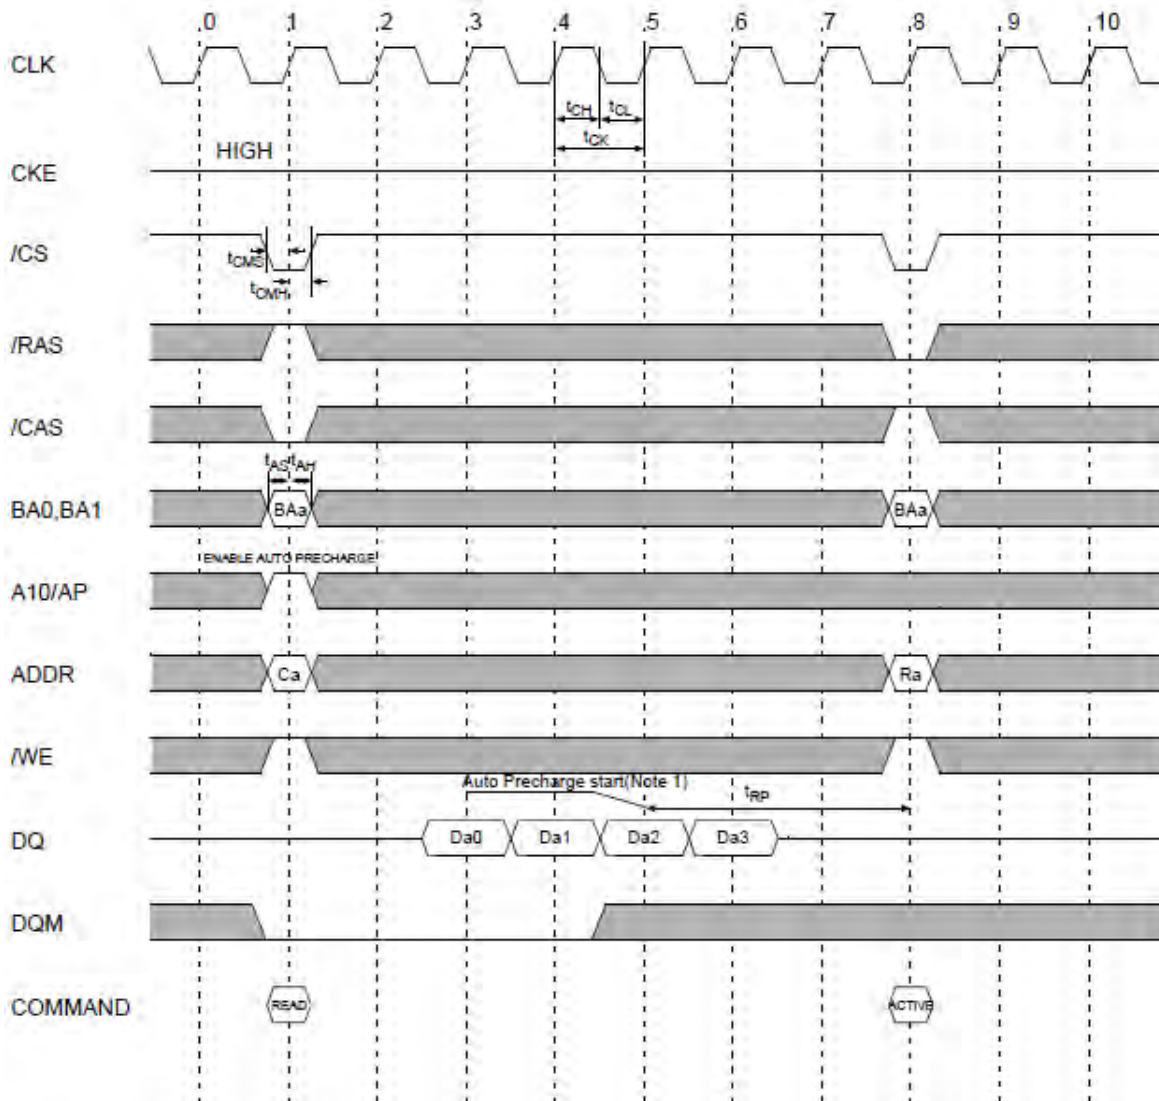 0 1 2 3 4 5 6 7 8 9 10
CLK
tCH tCL
tCK
HIGH
CKE
/CS
tCMS
tCMH
/RAS
/CAS
tAS tAH
BA0,BA1 BAa BAa
ENABLE AUTO PRECHARGE
A10/AP
ADDR Ca Ra
/WE
Auto Precharge start(Note 1)
tRP
DQ Da0 Da1 Da2 Da3
DQM
COMMAND READ ACTIVE